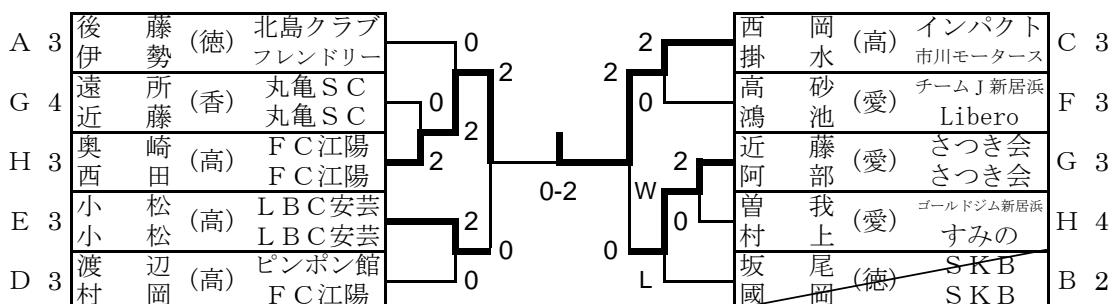 A 3 後藤 (徳) 北島クラブ
伊勢 フレンドリー
G 4 遠所 (香) 丸亀SC
近藤 丸亀SC
H 3 奥崎 (高) FC江陽
西田 FC江陽
E 3 小松 (高) LBC安芸
小松 LBC安芸
D 3 渡辺 (高) ピンポン館
村岡 FC江陽
0
2
0
2
2
2
0
0
0-2
2
2
0
2
W
0
0
L
西岡 (高) インパクト C 3
掛水 市川モータース
高砂 (愛) チームJ新居浜 F 3
鴻池 Libero
近藤 (愛) さつき会 G 3
阿部 さつき会
曽我 (愛) ゴールドジム新居浜 H 4
村上 すみの
坂尾 (徳) SKB B 2
國岡 SKB